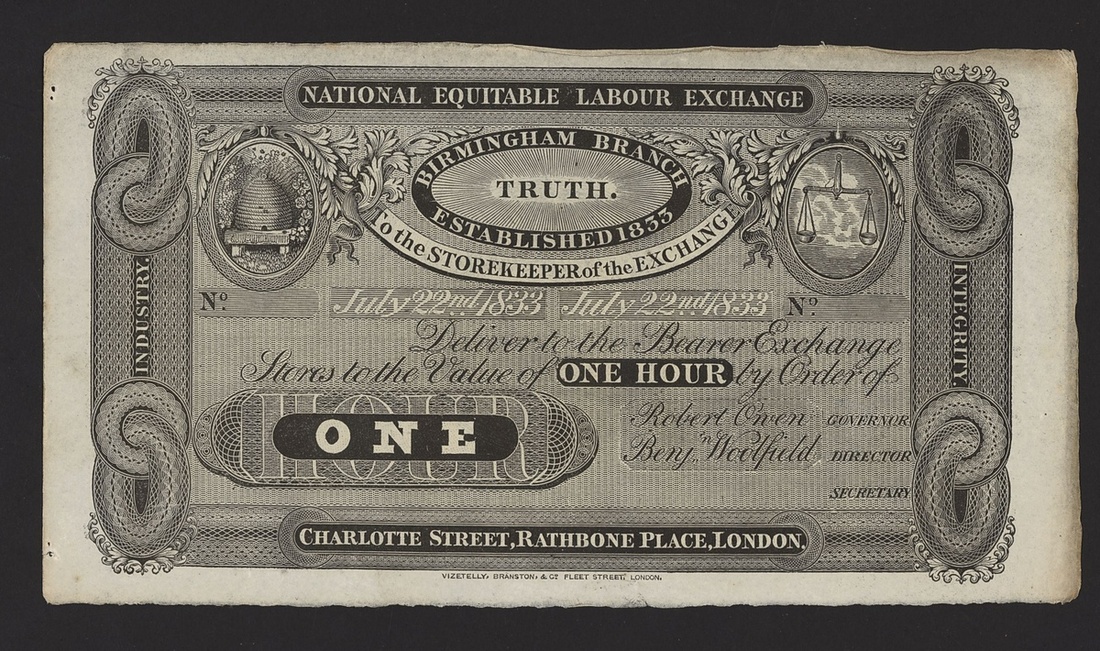 NATIONAL EQUITABLE LABOUR EXCHANGE
BIRMINGHAM BRANCH
TRUTH.
ESTABLISHED 1833
To the STOREKEEPER of the EXCHANGE
INDUSTRY.
INTEGRITY.
No. July 22nd. 1833 July 22nd. 1833 No.
Deliver to the Bearer Exchange
Stores to the Value of ONE HOUR by Order of
HOUR
ONE
Robert Owen GOVERNOR
Benjn Woolfield DIRECTOR
SECRETARY
CHARLOTTE STREET, RATHBONE PLACE, LONDON.
VIZETELLY, BRANSTON, & Co. FLEET STREET, LONDON.